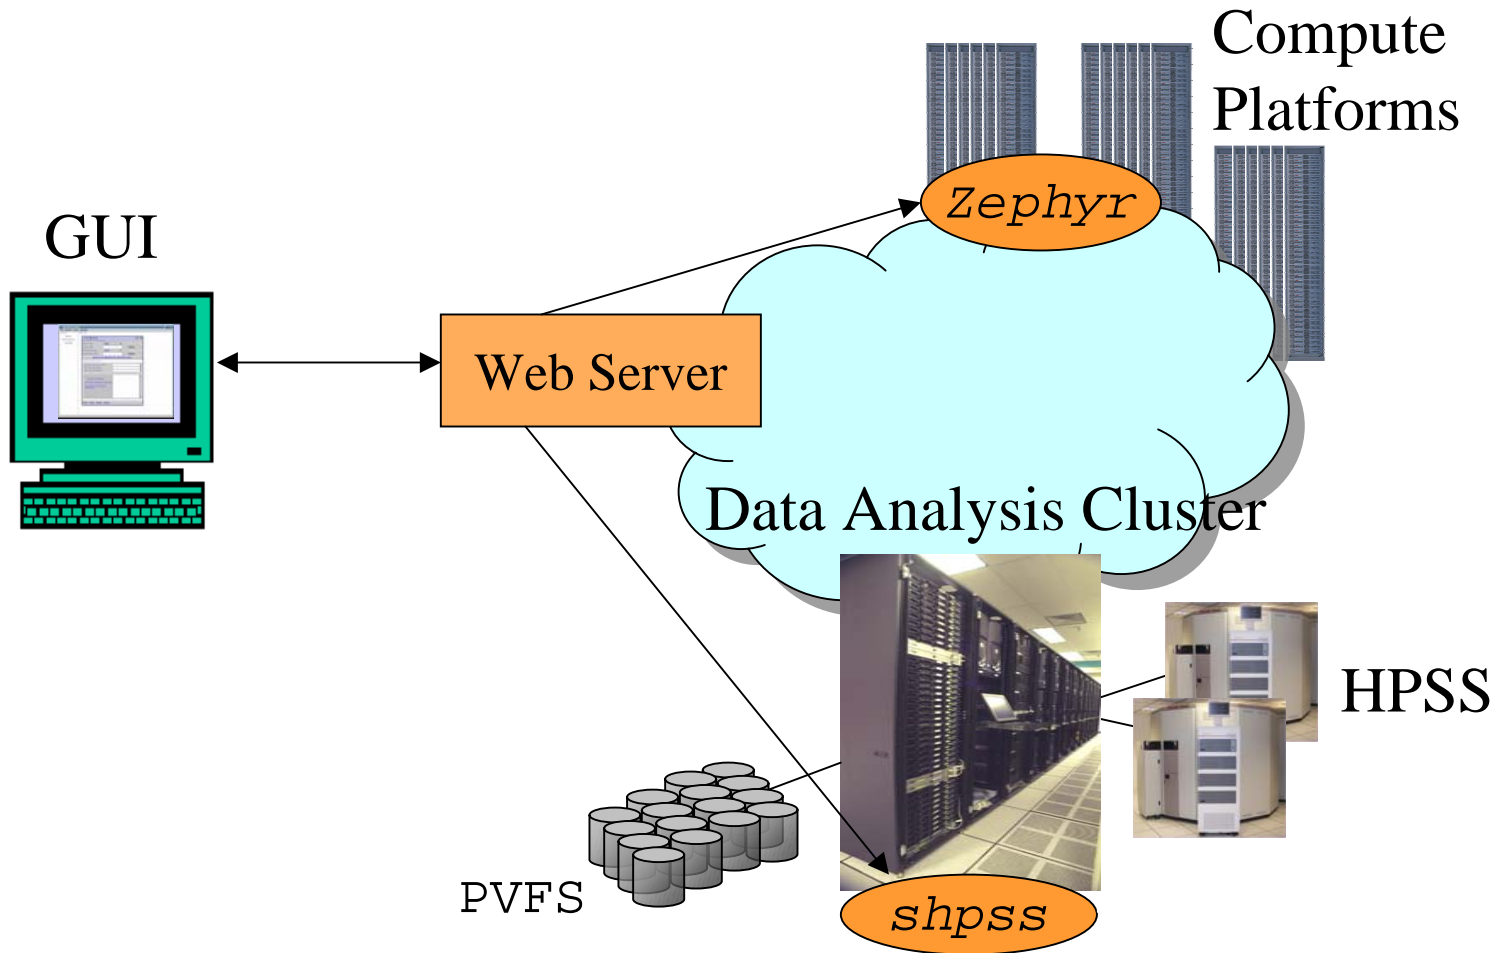 Compute
Platforms
Zephyr
GUI
Web Server
Data Analysis Cluster
HPSS
PVFS
shpss